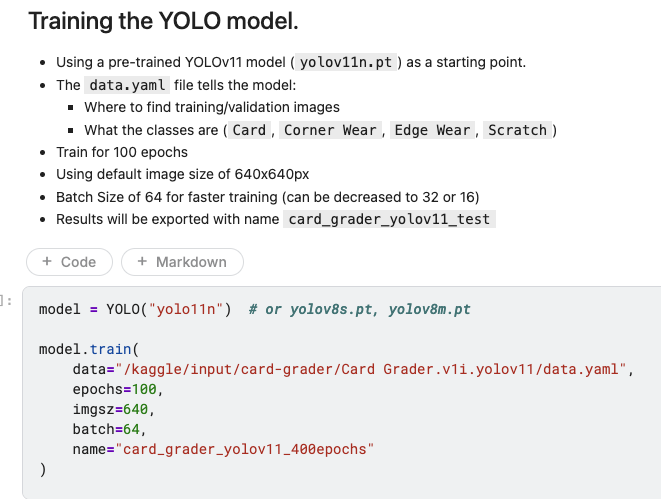 Training the YOLO model.
• Using a pre-trained YOLOv11 model ( yolov11n.pt ) as a starting point.
• The data.yaml file tells the model:
▪ Where to find training/validation images
▪ What the classes are ( Card , Corner Wear , Edge Wear , Scratch )
• Train for 100 epochs
• Using default image size of 640x640px
• Batch Size of 64 for faster training (can be decreased to 32 or 16)
• Results will be exported with name card_grader_yolov11_test
+ Code + Markdown
]:
model = YOLO("yolo11n")  # or yolov8s.pt, yolov8m.pt
model.train(
    data="/kaggle/input/card-grader/Card Grader.v1i.yolov11/data.yaml",
    epochs=100,
    imgsz=640,
    batch=64,
    name="card_grader_yolov11_400epochs"
)